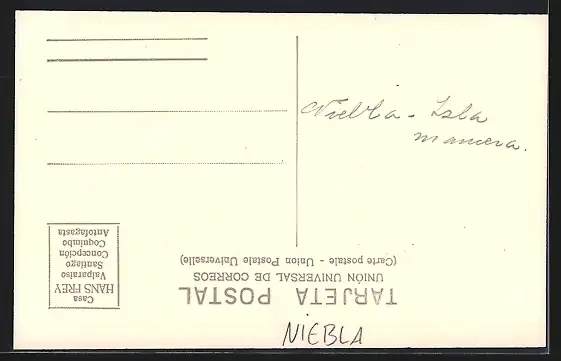 Niebla - Isla
mancera.
TARJETA POSTAL
UNIÓN UNIVERSAL DE CORREOS
(Carte postale - Union Postale Universelle)
Casa
HANS FREY
Valparaiso
Santiago
Concepción
Coquimbo
Antofagasta
NIEBLA